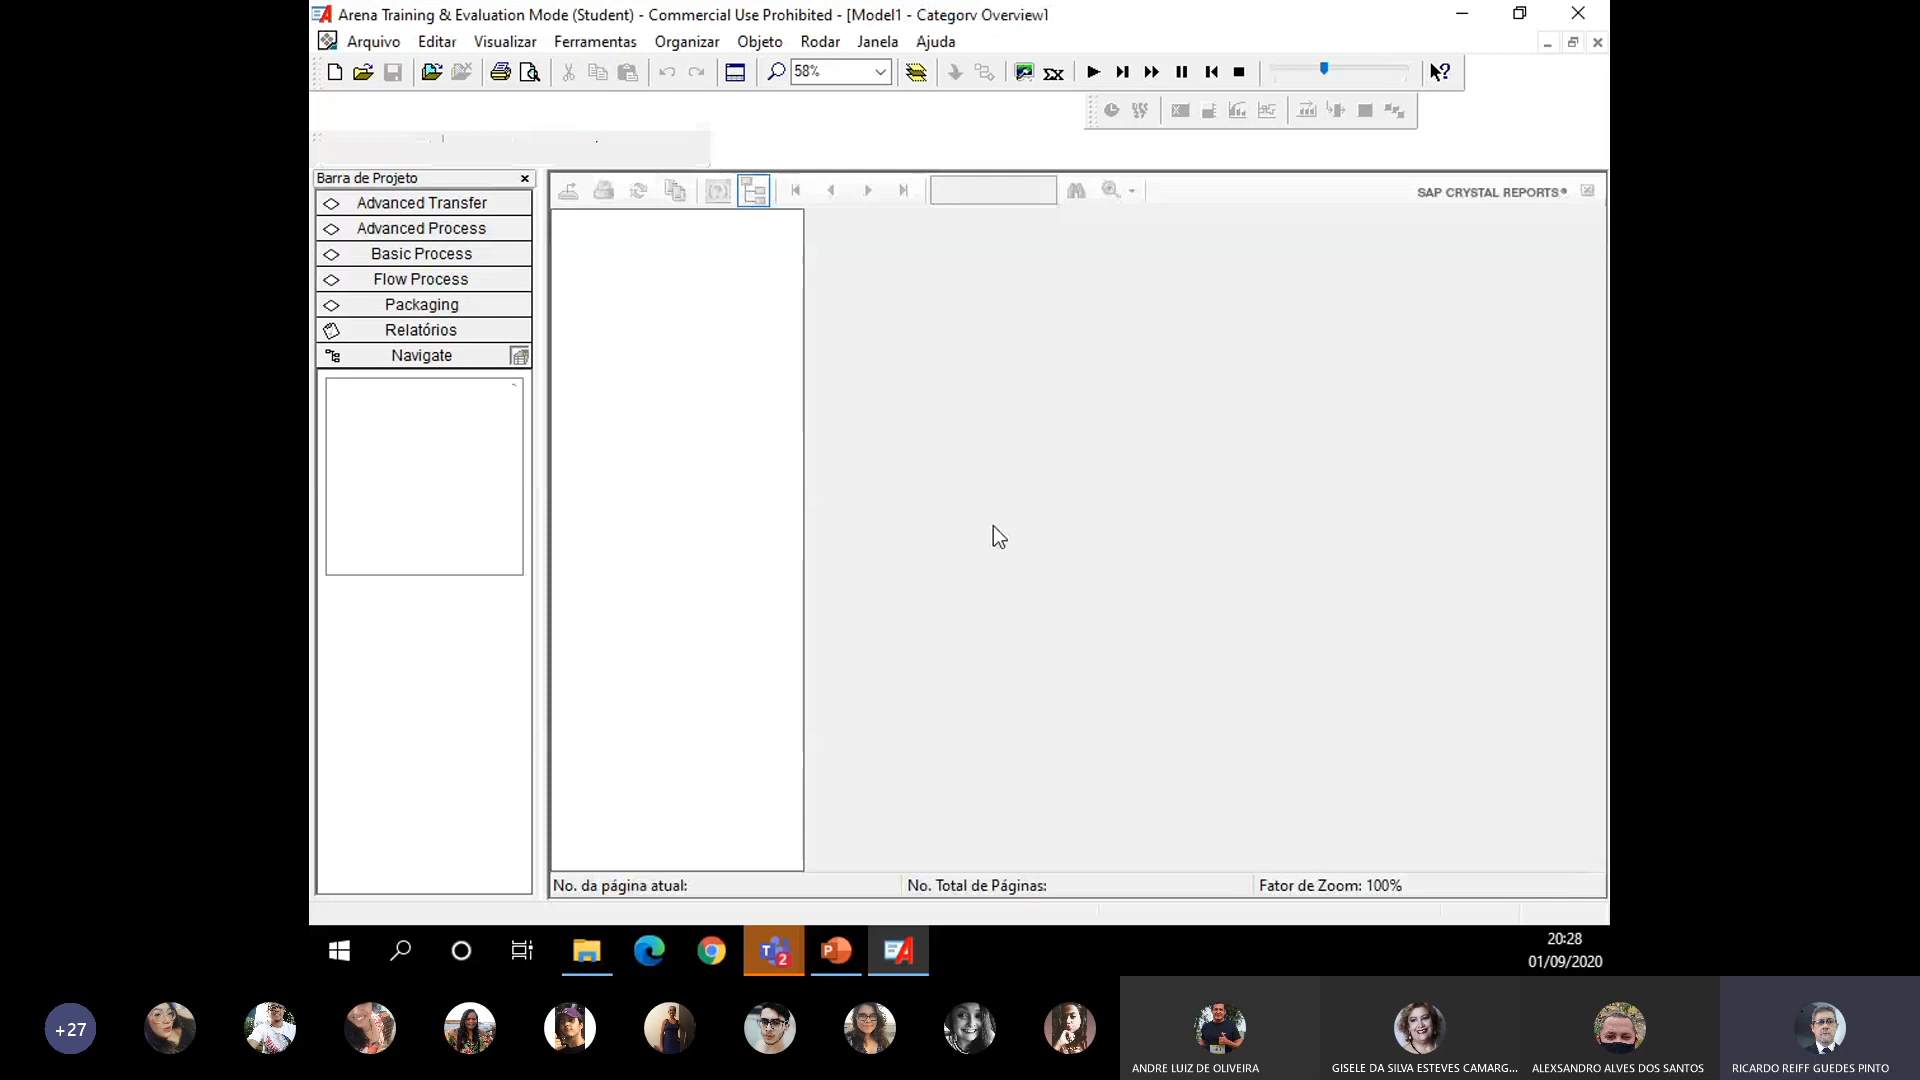 Arena Training & Evaluation Mode (Student) - Commercial Use Prohibited - [Model1 - Category Overview]
Arquivo Editar Visualizar Ferramentas Organizar Objeto Rodar Janela Ajuda
58%
Barra de Projeto
Advanced Transfer
Advanced Process
Basic Process
Flow Process
Packaging
Relatórios
Navigate
SAP CRYSTAL REPORTS®
No. da página atual: No. Total de Páginas: Fator de Zoom: 100%
20:28
01/09/2020
+27
ANDRE LUIZ DE OLIVEIRA
GISELE DA SILVA ESTEVES CAMARG...
ALEXSANDRO ALVES DOS SANTOS
RICARDO REIFF GUEDES PINTO